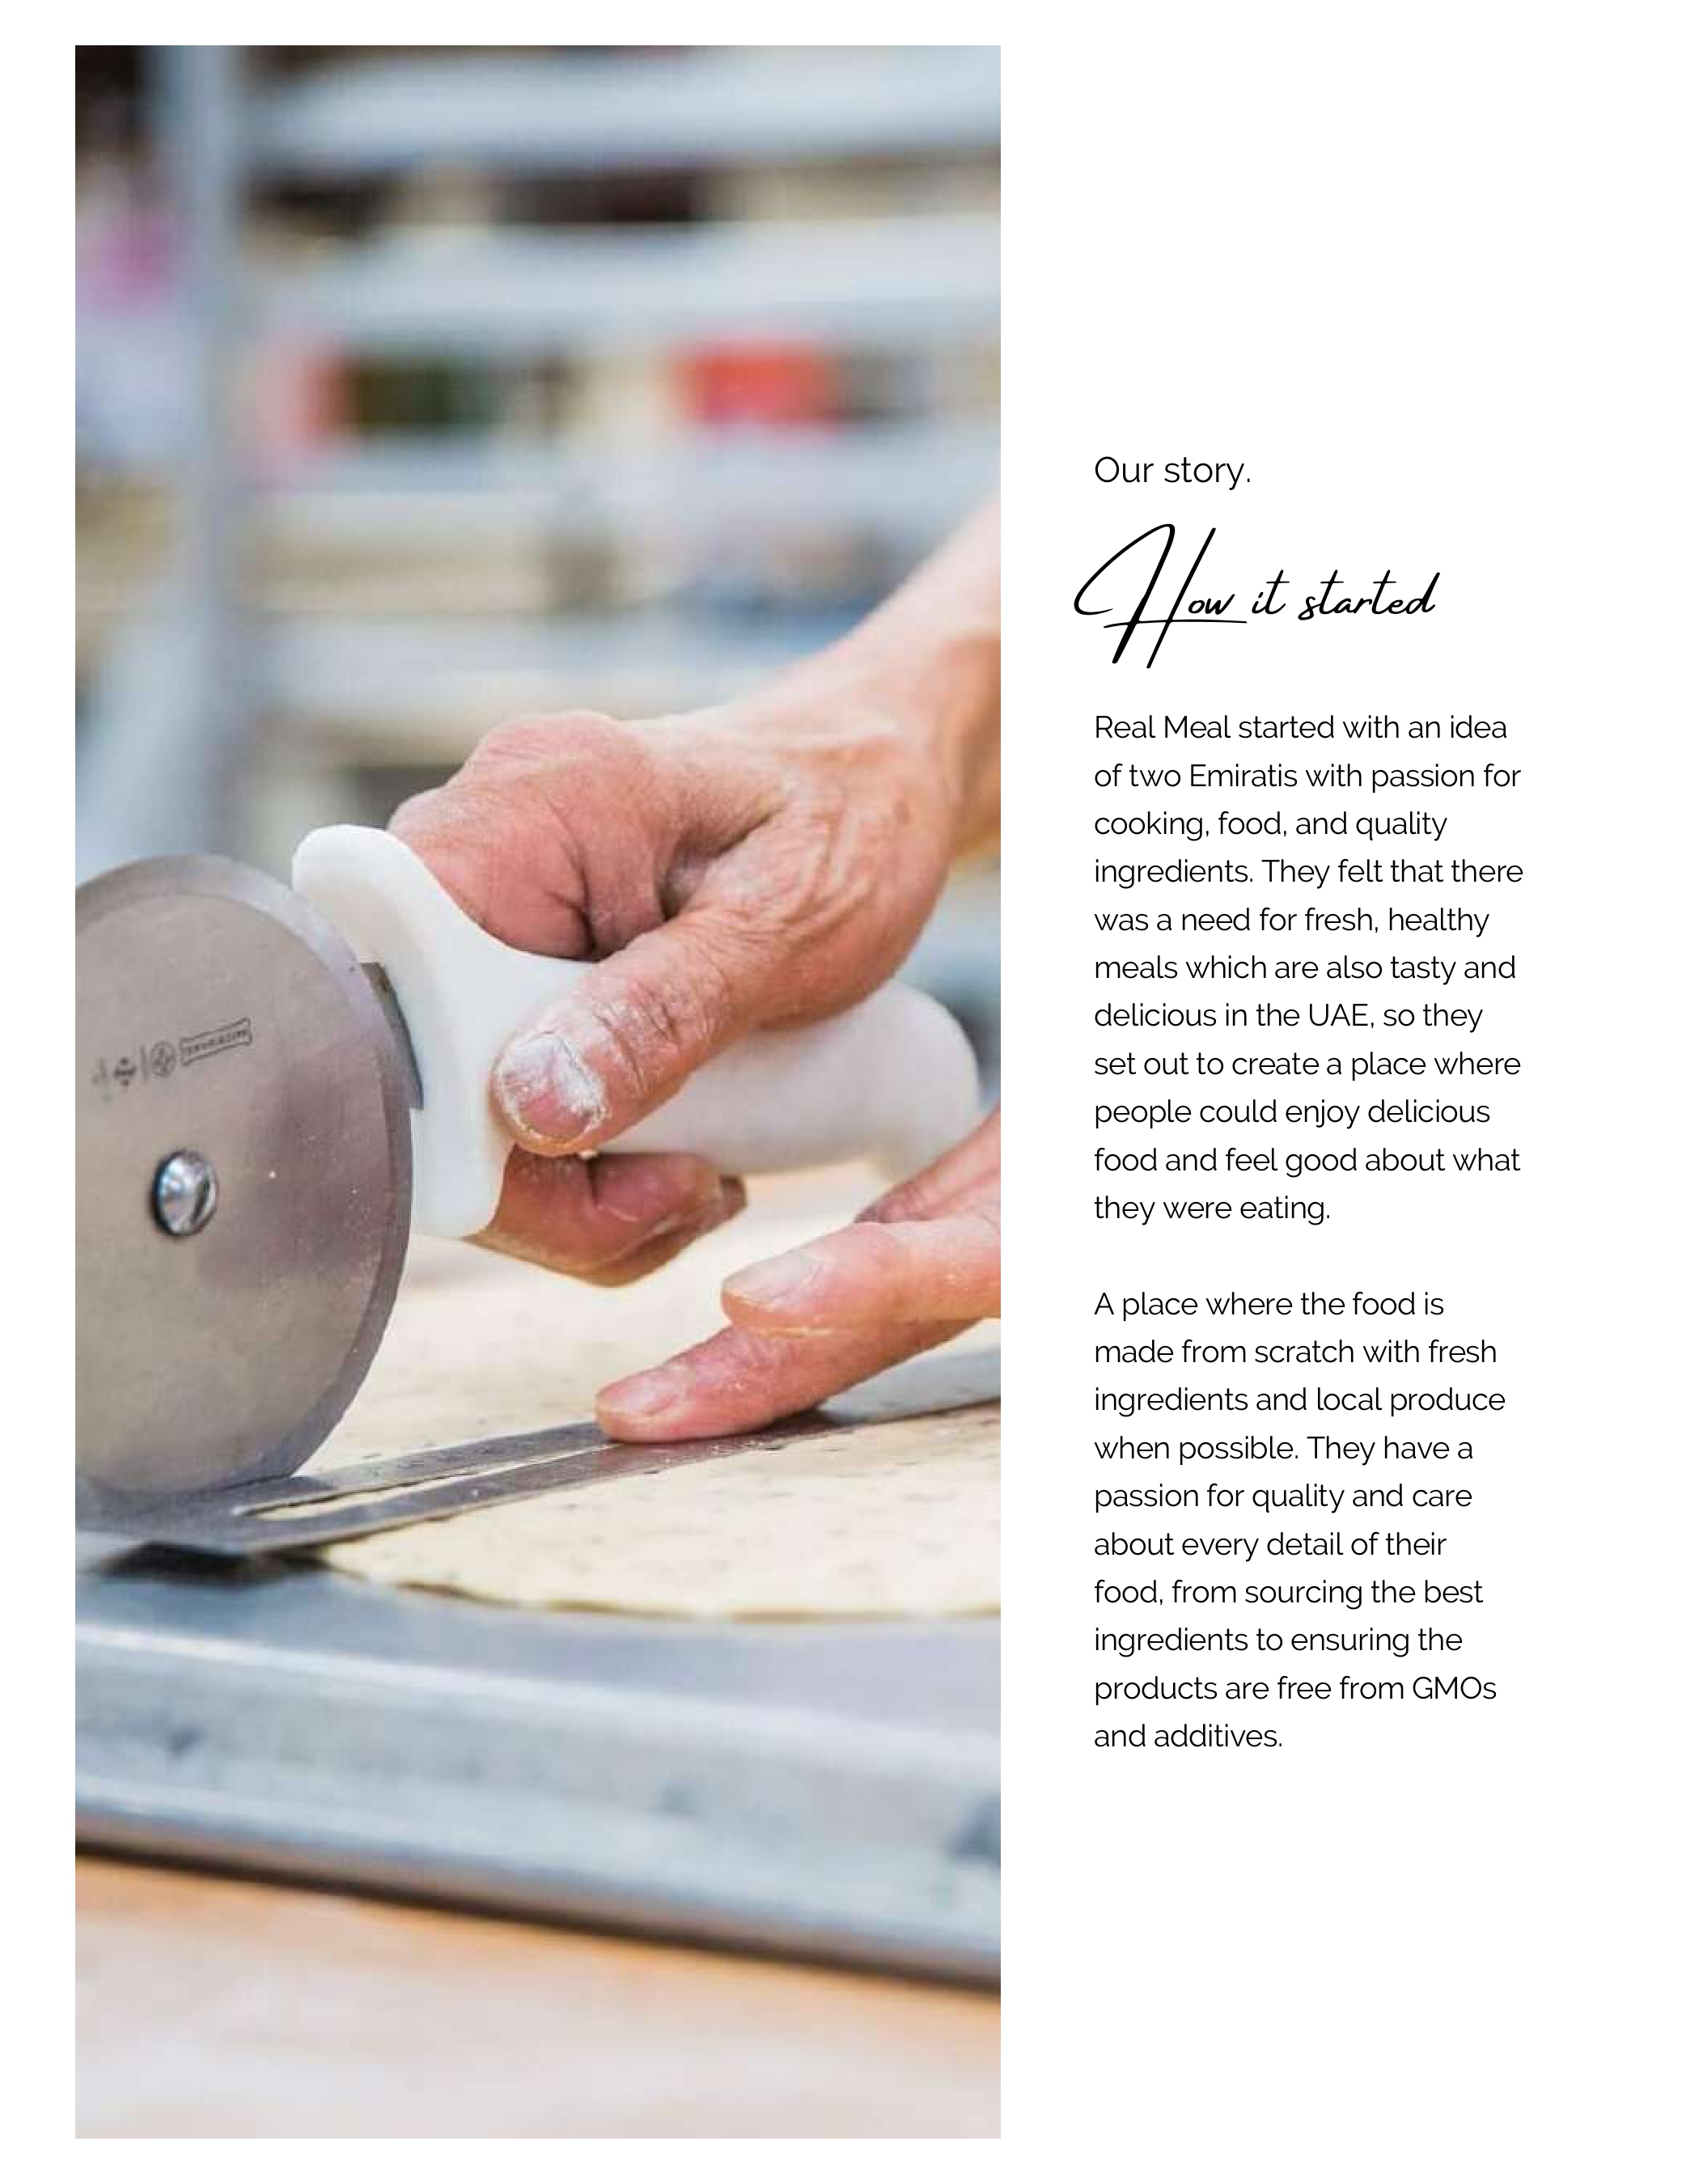 Our story.
How it started
Real Meal started with an idea
of two Emiratis with passion for
cooking, food, and quality
ingredients. They felt that there
was a need for fresh, healthy
meals which are also tasty and
delicious in the UAE, so they
set out to create a place where
people could enjoy delicious
food and feel good about what
they were eating.
A place where the food is
made from scratch with fresh
ingredients and local produce
when possible. They have a
passion for quality and care
about every detail of their
food, from sourcing the best
ingredients to ensuring the
products are free from GMOs
and additives.